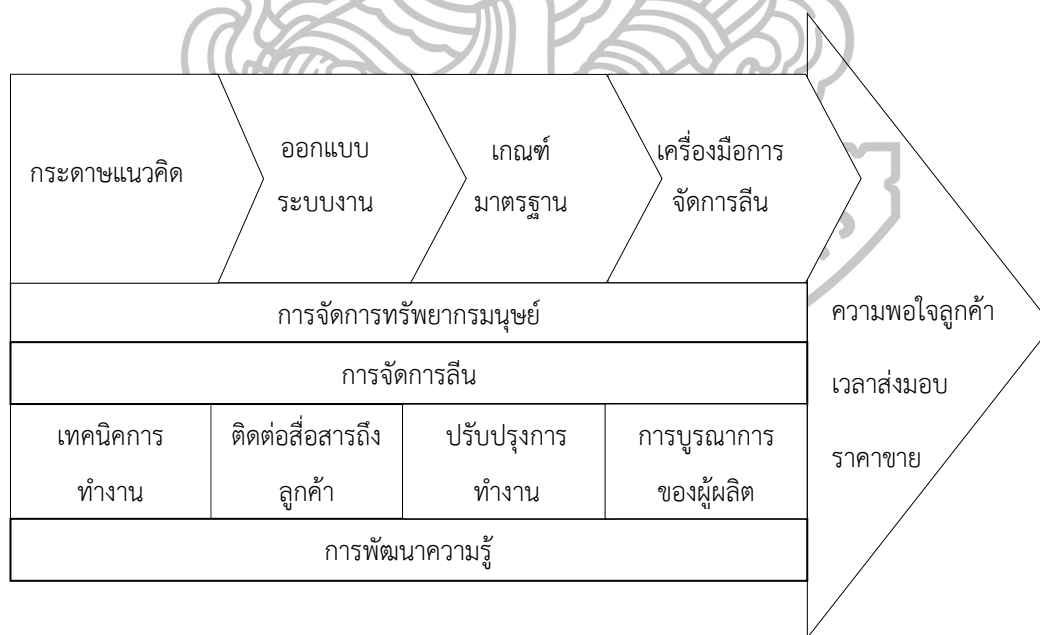 กระดาษแนวคิด
ออกแบบ
ระบบงาน
เกณฑ์
มาตรฐาน
เครื่องมือการ
จัดการลีน
การจัดการทรัพยากรมนุษย์
การจัดการลีน
เทคนิคการ
ทำงาน
ติดต่อสื่อสารถึง
ลูกค้า
ปรับปรุงการ
ทำงาน
การบูรณาการ
ของผู้ผลิต
การพัฒนาความรู้
ความพอใจลูกค้า
เวลาส่งมอบ
ราคาขาย